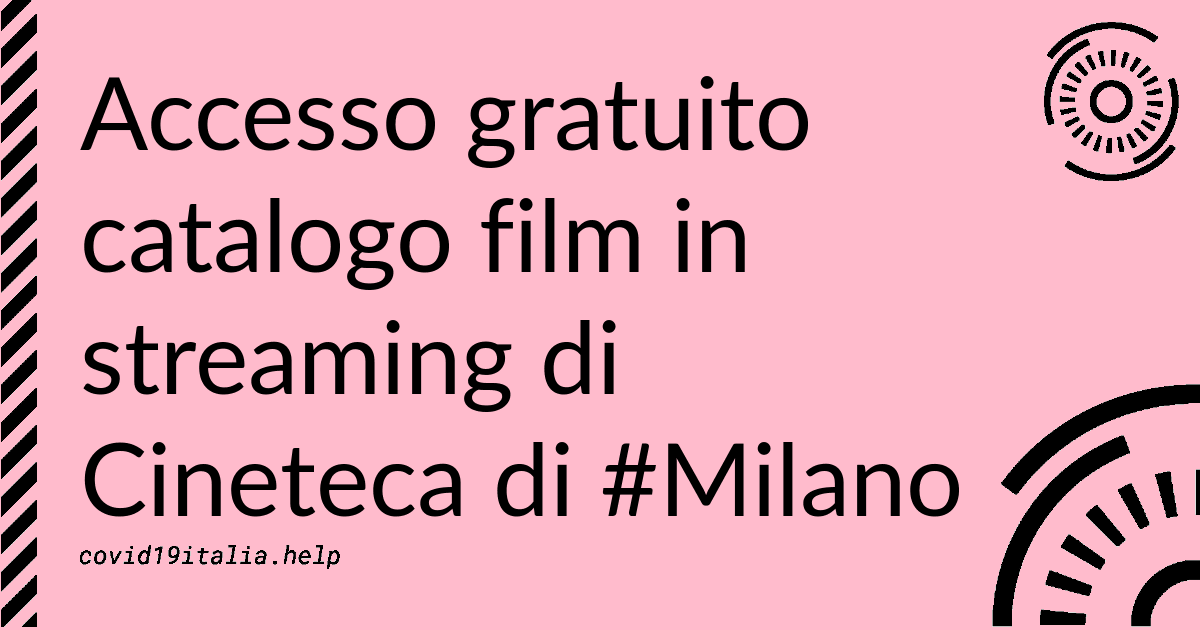 Accesso gratuito
catalogo film in
streaming di
Cineteca di #Milano
covid19italia.help